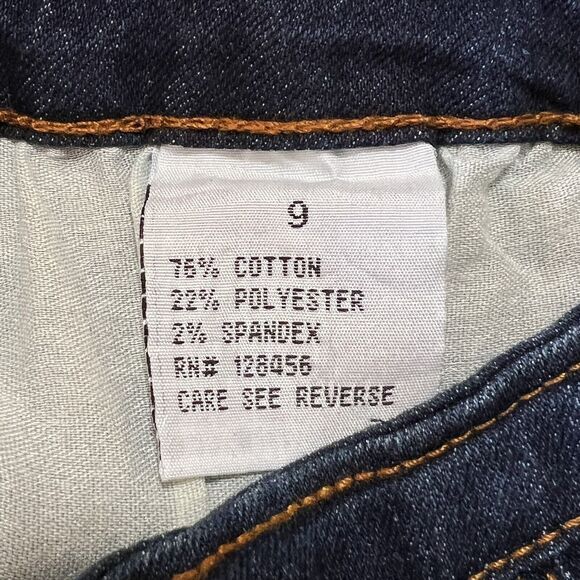 9
76% COTTON
22% POLYESTER
2% SPANDEX
RN# 128456
CARE SEE REVERSE